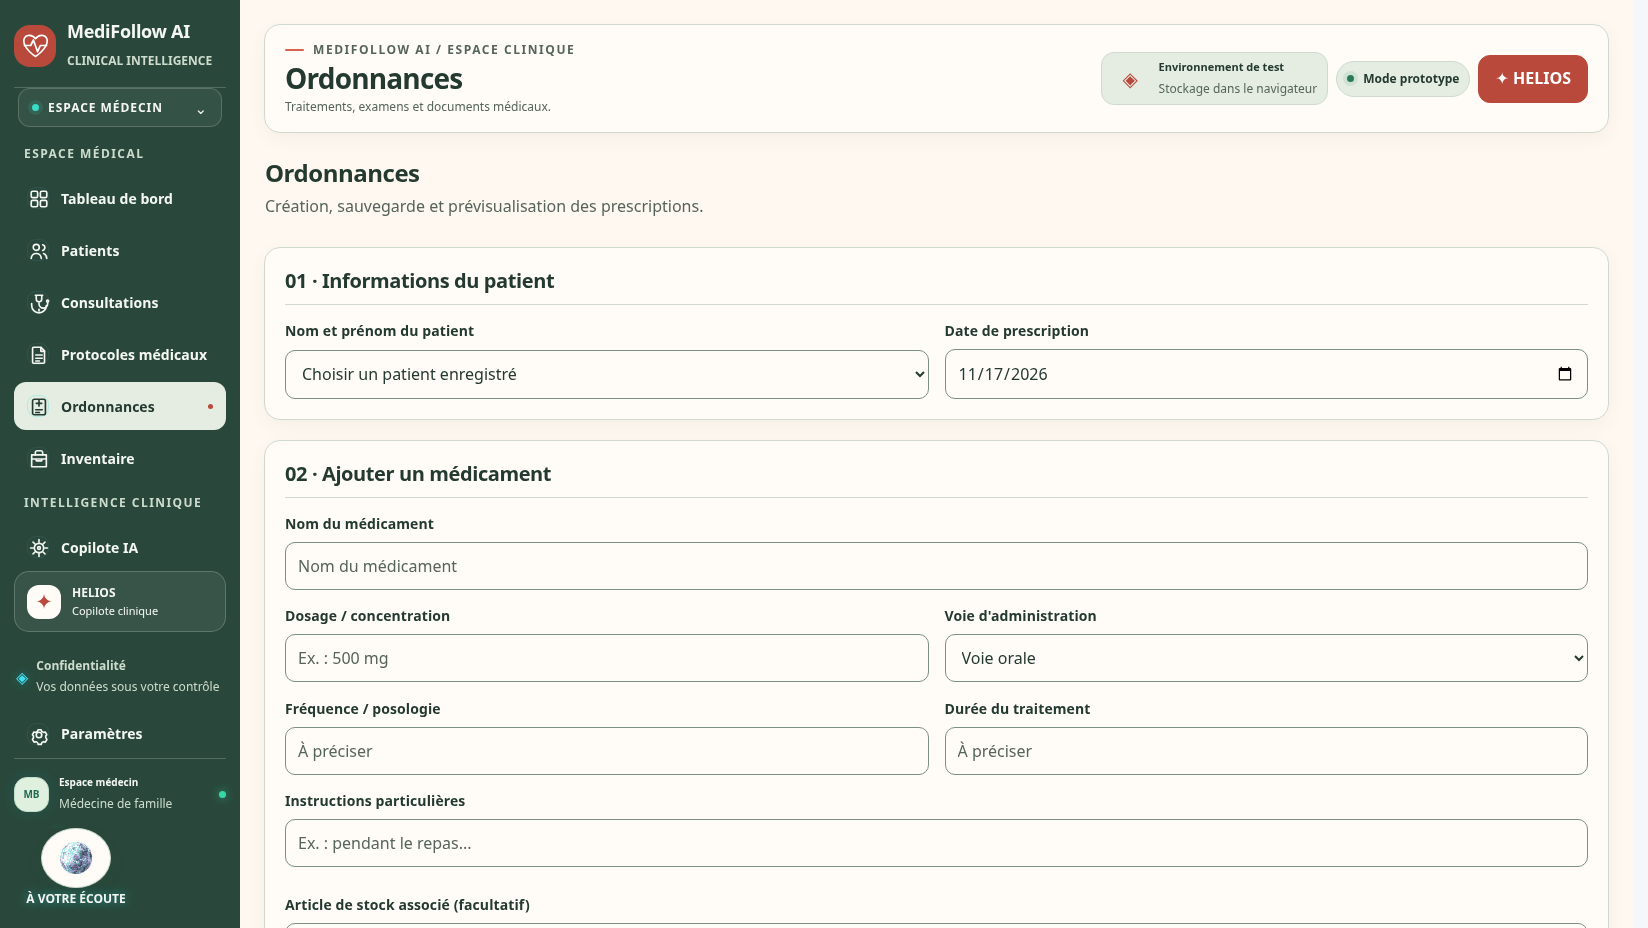 MediFollow AI
CLINICAL INTELLIGENCE
ESPACE MÉDECIN
ESPACE MÉDICAL
Tableau de bord
Patients
Consultations
Protocoles médicaux
Ordonnances
Inventaire
INTELLIGENCE CLINIQUE
Copilote IA
HELIOS
Copilote clinique
Confidentialité
Vos données sous votre contrôle
Paramètres
MB
Espace médecin
Médecine de famille
À VOTRE ÉCOUTE
MEDIFOLLOW AI / ESPACE CLINIQUE
Ordonnances
Traitements, examens et documents médicaux.
Environnement de test
Stockage dans le navigateur
Mode prototype
✦ HELIOS
Ordonnances
Création, sauvegarde et prévisualisation des prescriptions.
01 · Informations du patient
Nom et prénom du patient
Choisir un patient enregistré
Date de prescription
11/17/2026
02 · Ajouter un médicament
Nom du médicament
Nom du médicament
Dosage / concentration
Ex. : 500 mg
Voie d'administration
Voie orale
Fréquence / posologie
À préciser
Durée du traitement
À préciser
Instructions particulières
Ex. : pendant le repas...
Article de stock associé (facultatif)